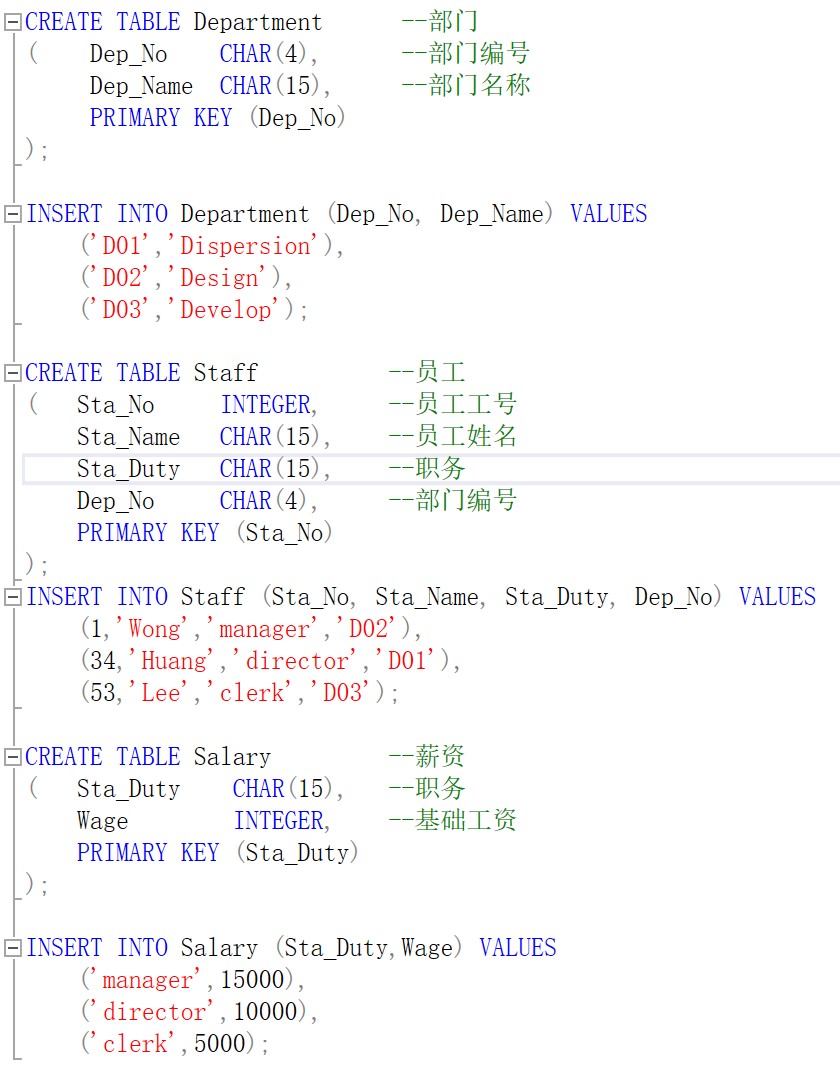 CREATE TABLE Department --部门
( Dep_No CHAR(4), --部门编号
Dep_Name CHAR(15), --部门名称
PRIMARY KEY (Dep_No)
);
INSERT INTO Department (Dep_No, Dep_Name) VALUES
('D01','Dispersion'),
('D02','Design'),
('D03','Develop');
CREATE TABLE Staff --员工
( Sta_No INTEGER, --员工工号
Sta_Name CHAR(15), --员工姓名
Sta_Duty CHAR(15), --职务
Dep_No CHAR(4), --部门编号
PRIMARY KEY (Sta_No)
);
INSERT INTO Staff (Sta_No, Sta_Name, Sta_Duty, Dep_No) VALUES
(1,'Wong','manager','D02'),
(34,'Huang','director','D01'),
(53,'Lee','clerk','D03');
CREATE TABLE Salary --薪资
( Sta_Duty CHAR(15), --职务
Wage INTEGER, --基础工资
PRIMARY KEY (Sta_Duty)
);
INSERT INTO Salary (Sta_Duty,Wage) VALUES
('manager',15000),
('director',10000),
('clerk',5000);